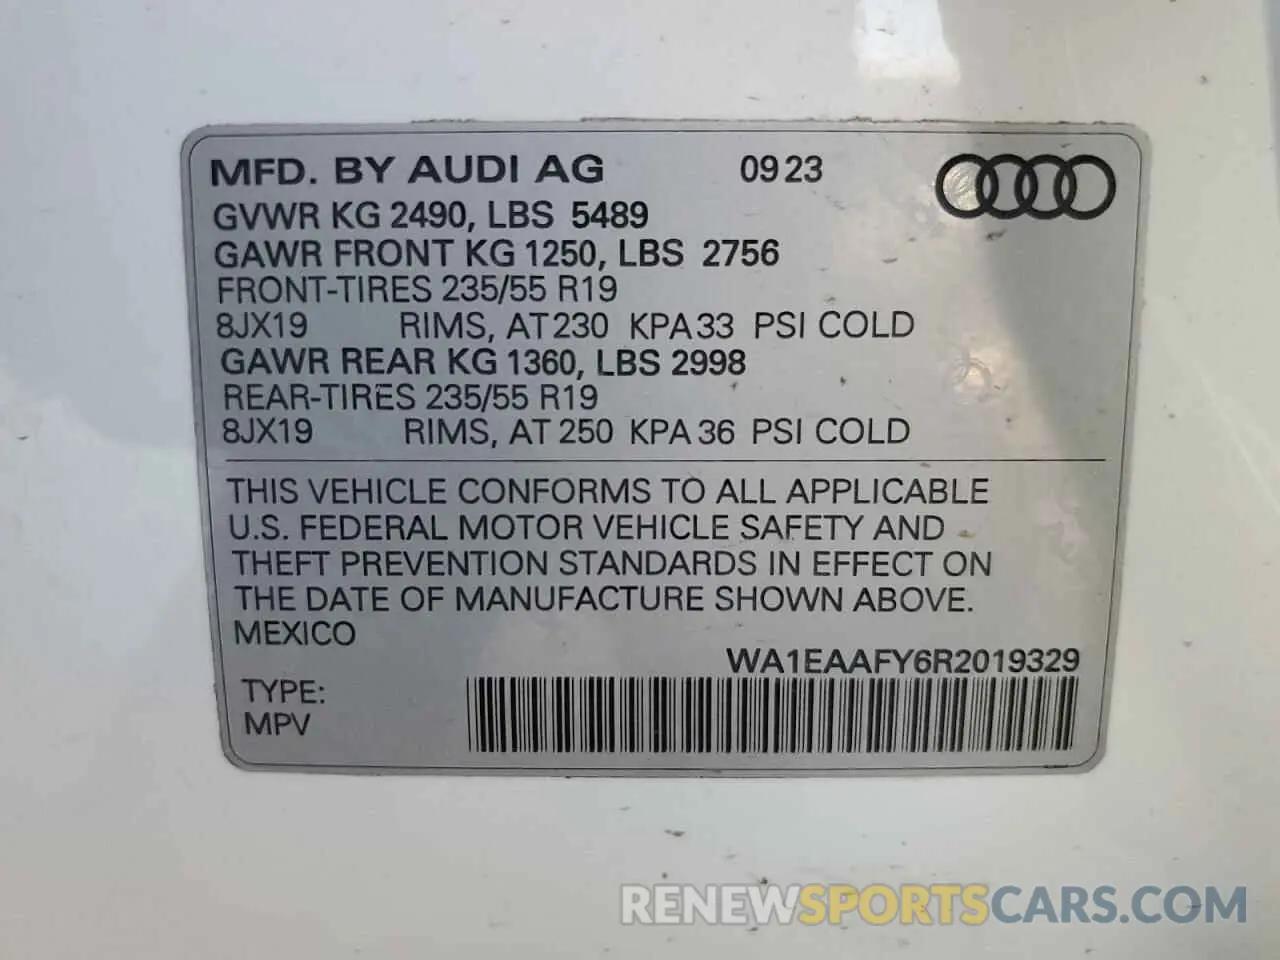 MFD. BY AUDI AG 09 23
GVWR KG 2490, LBS 5489
GAWR FRONT KG 1250, LBS 2756
FRONT-TIRES 235/55 R19
8JX19 RIMS, AT 230 KPA 33 PSI COLD
GAWR REAR KG 1360, LBS 2998
REAR-TIRES 235/55 R19
8JX19 RIMS, AT 250 KPA 36 PSI COLD
THIS VEHICLE CONFORMS TO ALL APPLICABLE
U.S. FEDERAL MOTOR VEHICLE SAFETY AND
THEFT PREVENTION STANDARDS IN EFFECT ON
THE DATE OF MANUFACTURE SHOWN ABOVE.
MEXICO
WA1EAAFY6R2019329
TYPE:
MPV
RENEWSPORTSCARS.COM